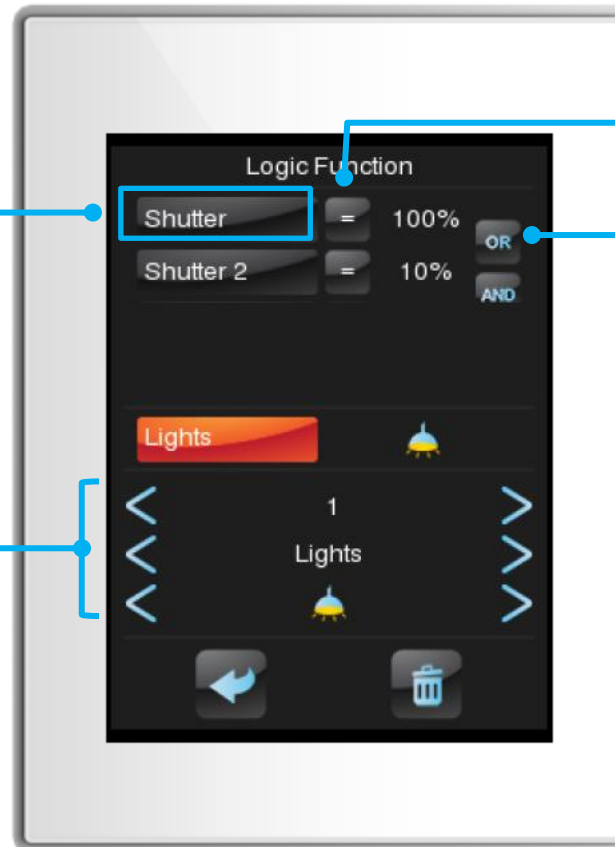 Logic Function
Shutter = 100%
OR
Shutter 2 = 10%
AND
Lights
1
Lights